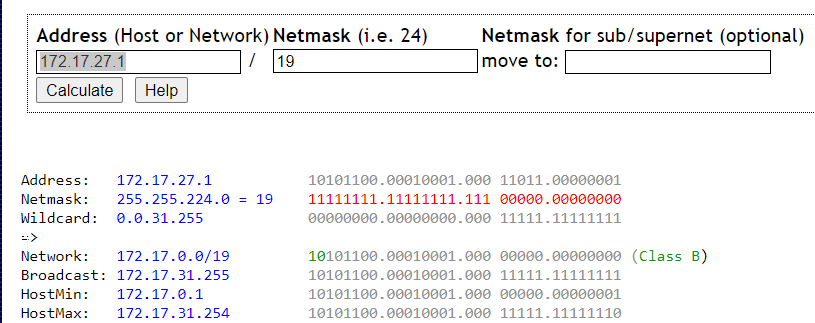 Address (Host or Network) Netmask (i.e. 24) Netmask for sub/supernet (optional)
172.17.27.1 / 19 move to:
Calculate Help
Address: 172.17.27.1 10101100.00010001.000 11011.00000001
Netmask: 255.255.224.0 = 19 11111111.11111111.111 00000.00000000
Wildcard: 0.0.31.255 00000000.00000000.000 11111.11111111
=>
Network: 172.17.0.0/19 10101100.00010001.000 00000.00000000 (Class B)
Broadcast: 172.17.31.255 10101100.00010001.000 11111.11111111
HostMin: 172.17.0.1 10101100.00010001.000 00000.00000001
HostMax: 172.17.31.254 10101100.00010001.000 11111.11111110